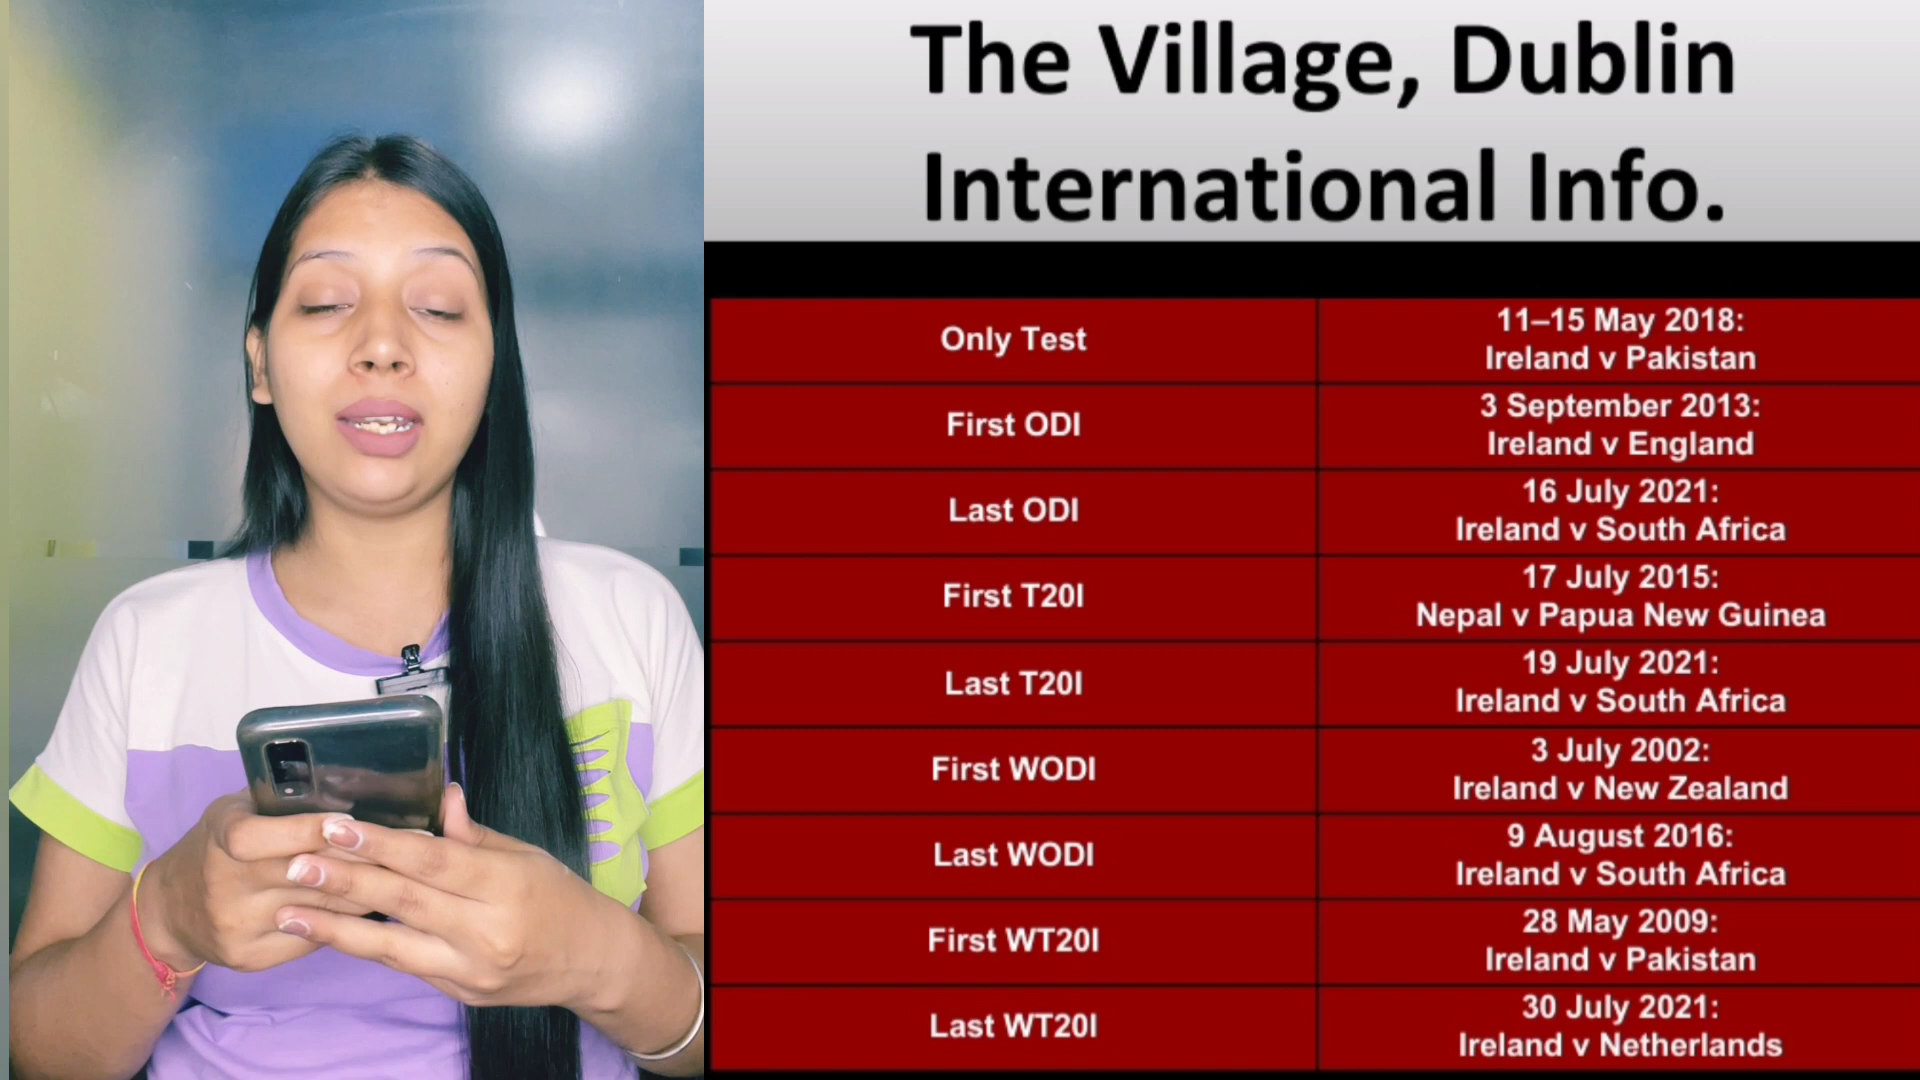 The Village, Dublin
International Info.
Only Test
11–15 May 2018:
Ireland v Pakistan
First ODI
3 September 2013:
Ireland v England
Last ODI
16 July 2021:
Ireland v South Africa
First T20I
17 July 2015:
Nepal v Papua New Guinea
Last T20I
19 July 2021:
Ireland v South Africa
First WODI
3 July 2002:
Ireland v New Zealand
Last WODI
9 August 2016:
Ireland v South Africa
First WT20I
28 May 2009:
Ireland v Pakistan
Last WT20I
30 July 2021:
Ireland v Netherlands